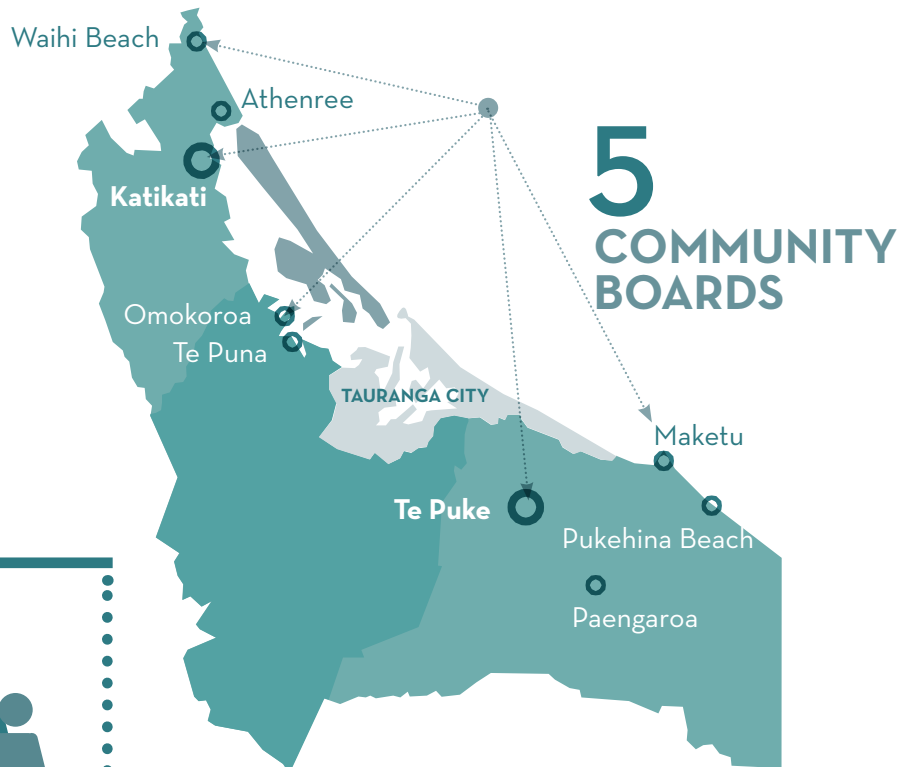 Waihi Beach
Athenree
5
COMMUNITY
BOARDS
Katikati
Omokoroa
Te Puna
TAURANGA CITY
Maketu
Te Puke
Pukehina Beach
Paengaroa